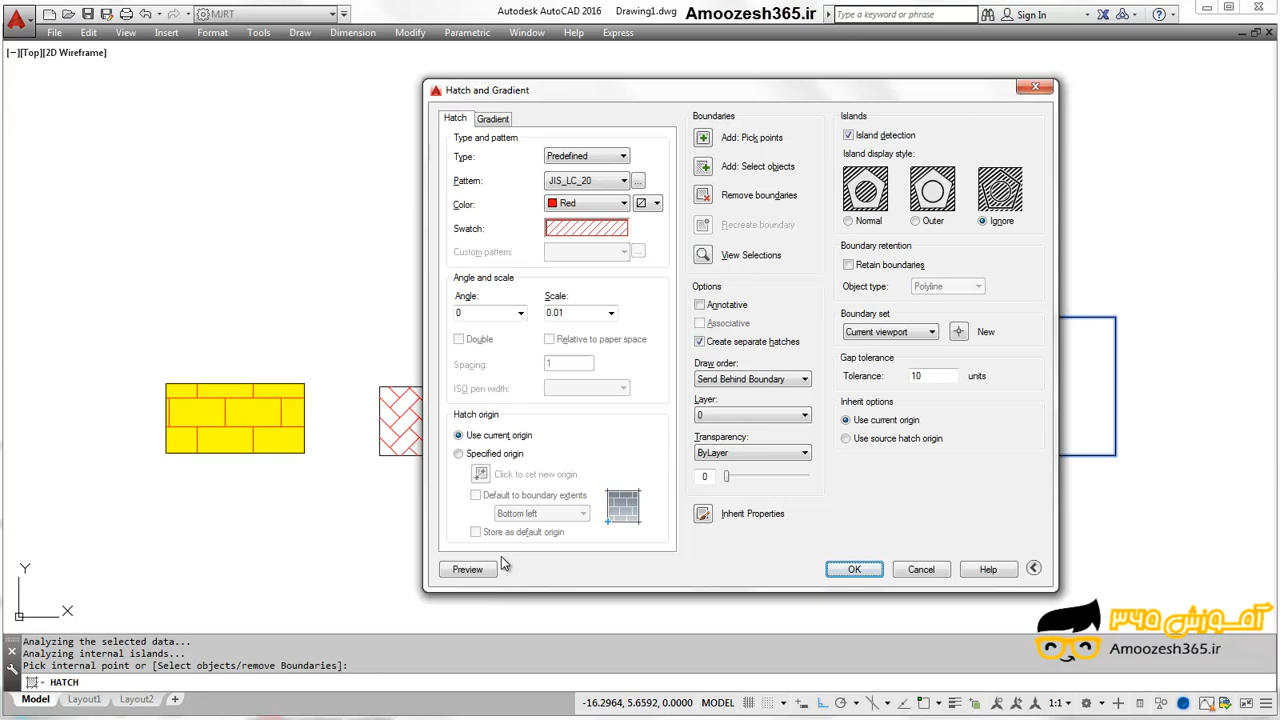 MJRT
Autodesk AutoCAD 2016 Drawing1.dwg
Amoozesh365.ir
Type a keyword or phrase
Sign In
File Edit View Insert Format Tools Draw Dimension Modify Parametric Window Help Express
[−][Top][2D Wireframe]
Hatch and Gradient
Hatch Gradient
Type and pattern
Type: Predefined
Pattern: JIS_LC_20 ...
Color: Red
Swatch:
Custom pattern: ...
Angle and scale
Angle: Scale:
0 0.01
Double Relative to paper space
Spacing: 1
ISO pen width:
Hatch origin
Use current origin
Specified origin
Click to set new origin
Default to boundary extents
Bottom left
Store as default origin
Preview
Boundaries
Add: Pick points
Add: Select objects
Remove boundaries
Recreate boundary
View Selections
Options
Annotative
Associative
Create separate hatches
Draw order:
Send Behind Boundary
Layer:
0
Transparency:
ByLayer
0
Inherit Properties
Islands
Island detection
Island display style:
Normal Outer Ignore
Boundary retention
Retain boundaries
Object type: Polyline
Boundary set
Current viewport New
Gap tolerance
Tolerance: 10 units
Inherit options
Use current origin
Use source hatch origin
OK Cancel Help
Y
X
Analyzing the selected data...
Analyzing internal islands...
Pick internal point or [Select objects/remove Boundaries]:
HATCH
Model Layout1 Layout2 +
-16.2964, 5.6592, 0.0000 MODEL
1:1
آمـوزش ۳۶۵
Amoozesh365.ir